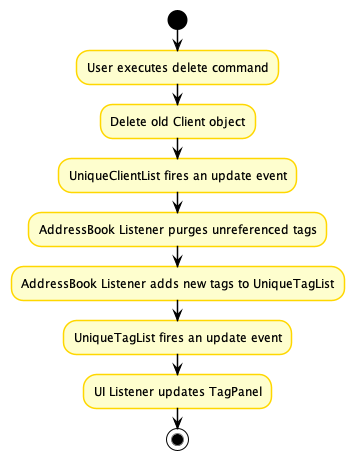 User executes delete command
Delete old Client object
UniqueClientList fires an update event
AddressBook Listener purges unreferenced tags
AddressBook Listener adds new tags to UniqueTagList
UniqueTagList fires an update event
UI Listener updates TagPanel